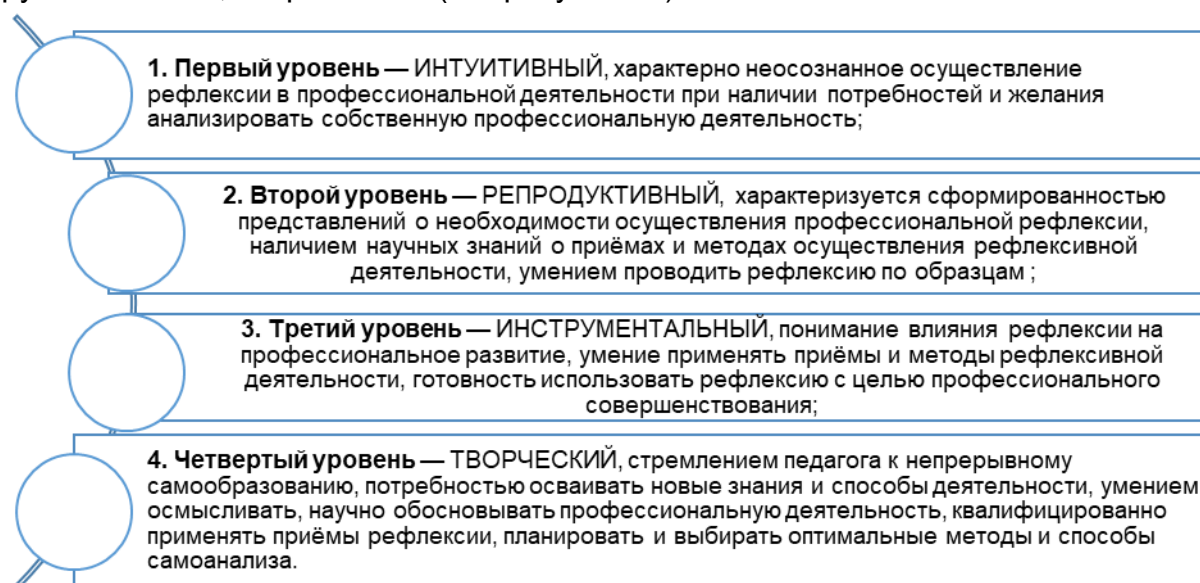 1. Первый уровень — ИНТУИТИВНЫЙ, характерно неосознанное осуществление
рефлексии в профессиональной деятельности при наличии потребностей и желания
анализировать собственную профессиональную деятельность;
2. Второй уровень — РЕПРОДУКТИВНЫЙ, характеризуется сформированностью
представлений о необходимости осуществления профессиональной рефлексии,
наличием научных знаний о приёмах и методах осуществления рефлексивной
деятельности, умением проводить рефлексию по образцам ;
3. Третий уровень — ИНСТРУМЕНТАЛЬНЫЙ, понимание влияния рефлексии на
профессиональное развитие, умение применять приёмы и методы рефлексивной
деятельности, готовность использовать рефлексию с целью профессионального
совершенствования;
4. Четвертый уровень — ТВОРЧЕСКИЙ, стремлением педагога к непрерывному
самообразованию, потребностью осваивать новые знания и способы деятельности, умением
осмысливать, научно обосновывать профессиональную деятельность, квалифицированно
применять приёмы рефлексии, планировать и выбирать оптимальные методы и способы
самоанализа.